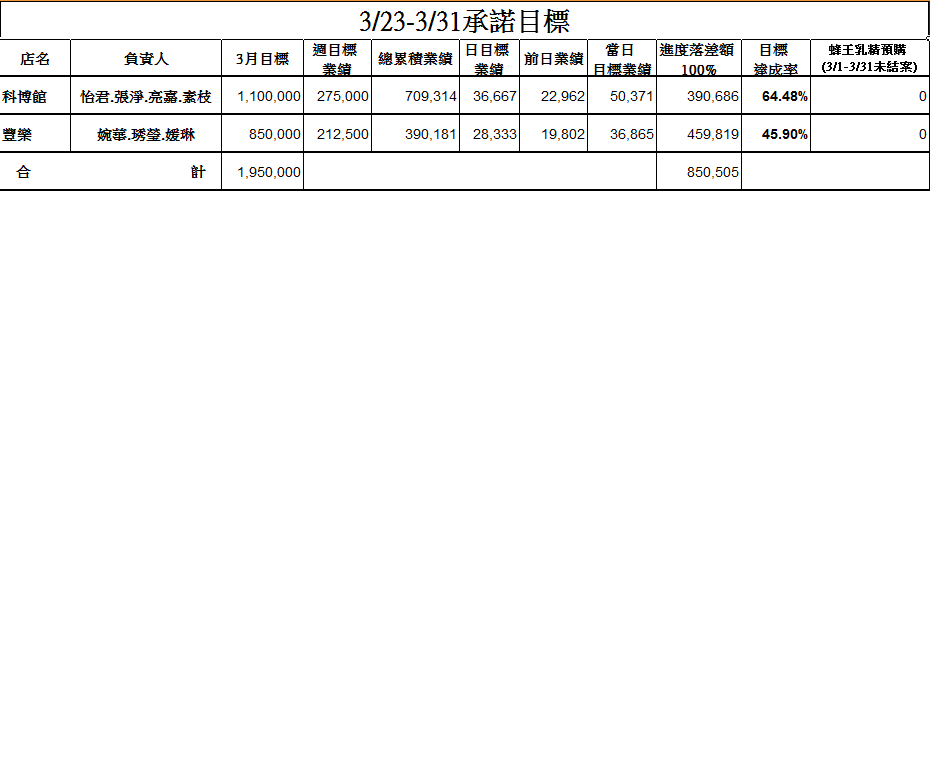 3/23-3/31承諾目標
店名 負責人 3月目標 週目標業績 總累積業績 日目標業績 前日業績 當日目標業績 進度落差額100% 目標達成率 蜂王乳精預購(3/1-3/31未結案)
科博館 怡君.張淨.亮嘉.素枝 1,100,000 275,000 709,314 36,667 22,962 50,371 390,686 64.48% 0
豐樂 婉華.琇瑩.媛琳 850,000 212,500 390,181 28,333 19,802 36,865 459,819 45.90% 0
合 計 1,950,000 850,505